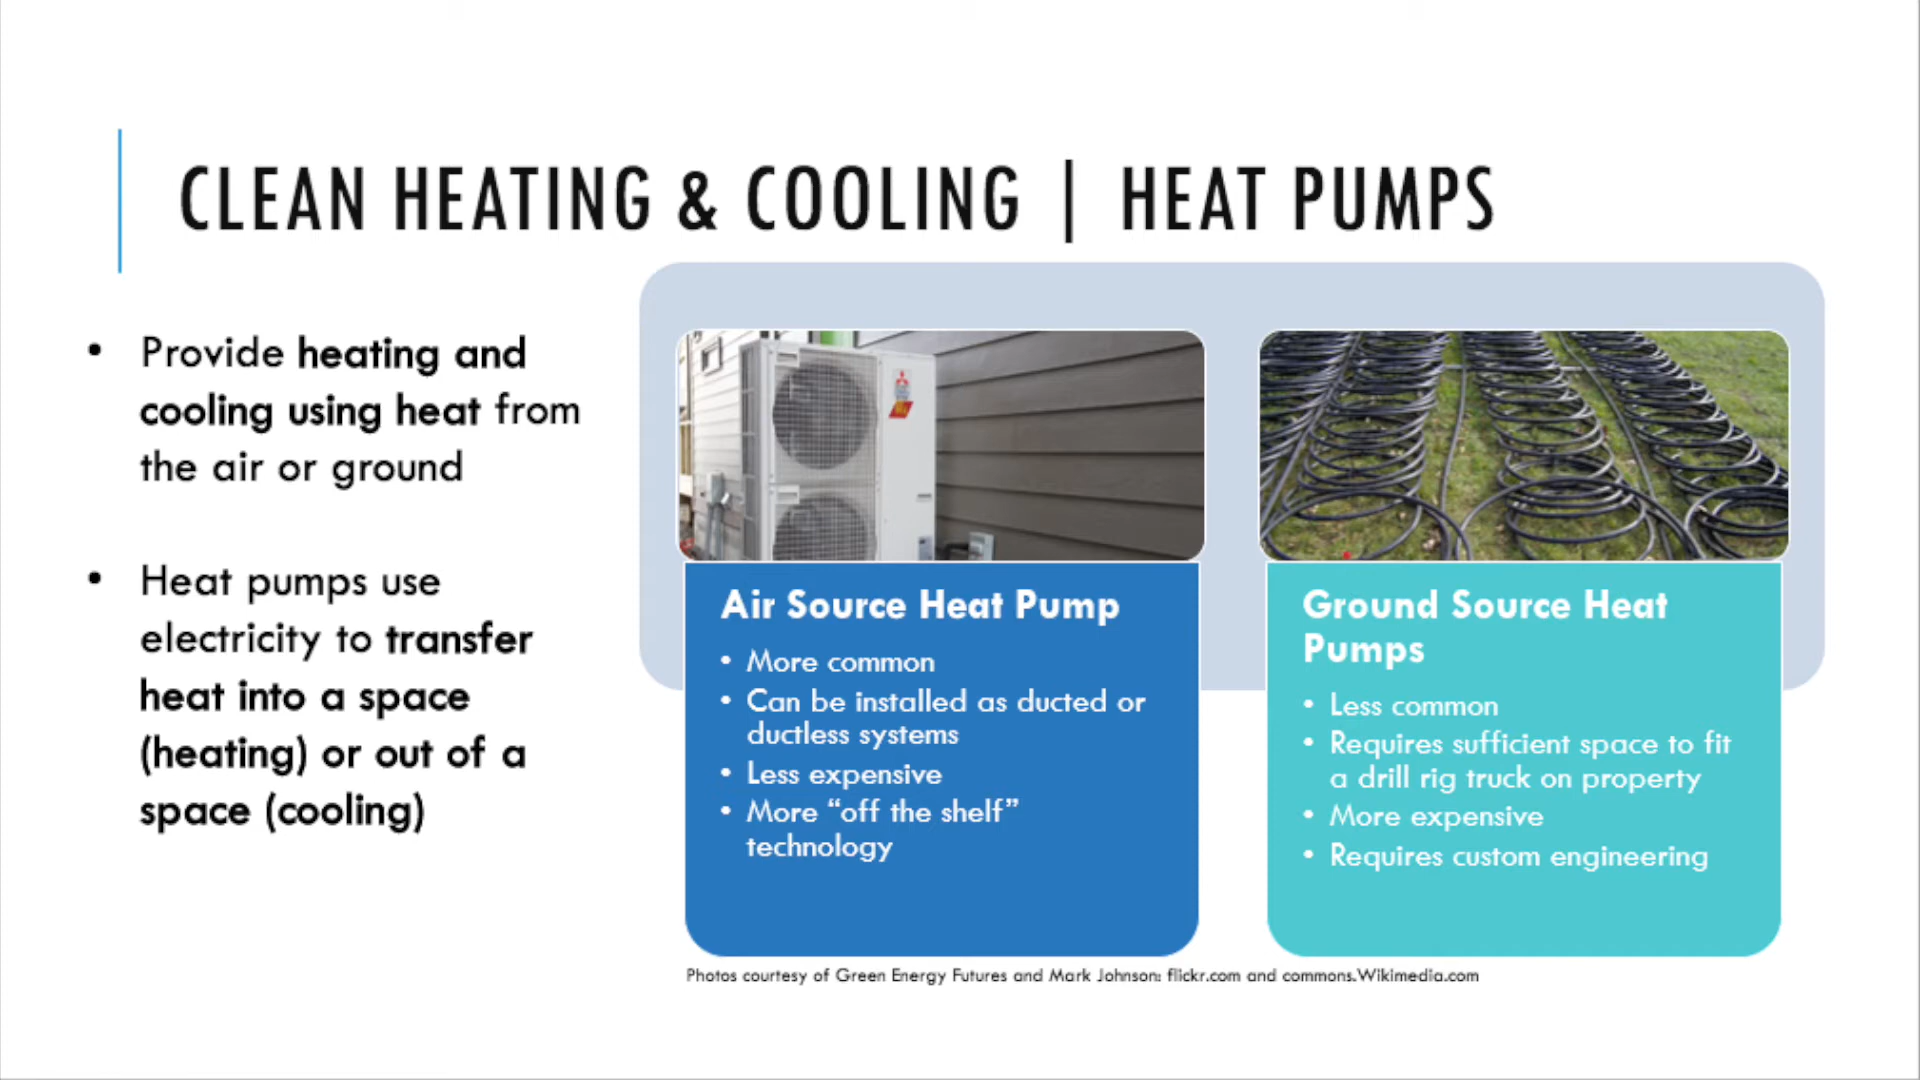 CLEAN HEATING & COOLING | HEAT PUMPS
• Provide heating and
cooling using heat from
the air or ground
• Heat pumps use
electricity to transfer
heat into a space
(heating) or out of a
space (cooling)
Air Source Heat Pump
• More common
• Can be installed as ducted or
ductless systems
• Less expensive
• More “off the shelf”
technology
Ground Source Heat
Pumps
• Less common
• Requires sufficient space to fit
a drill rig truck on property
• More expensive
• Requires custom engineering
Photos courtesy of Green Energy Futures and Mark Johnson: flickr.com and commons.Wikimedia.com